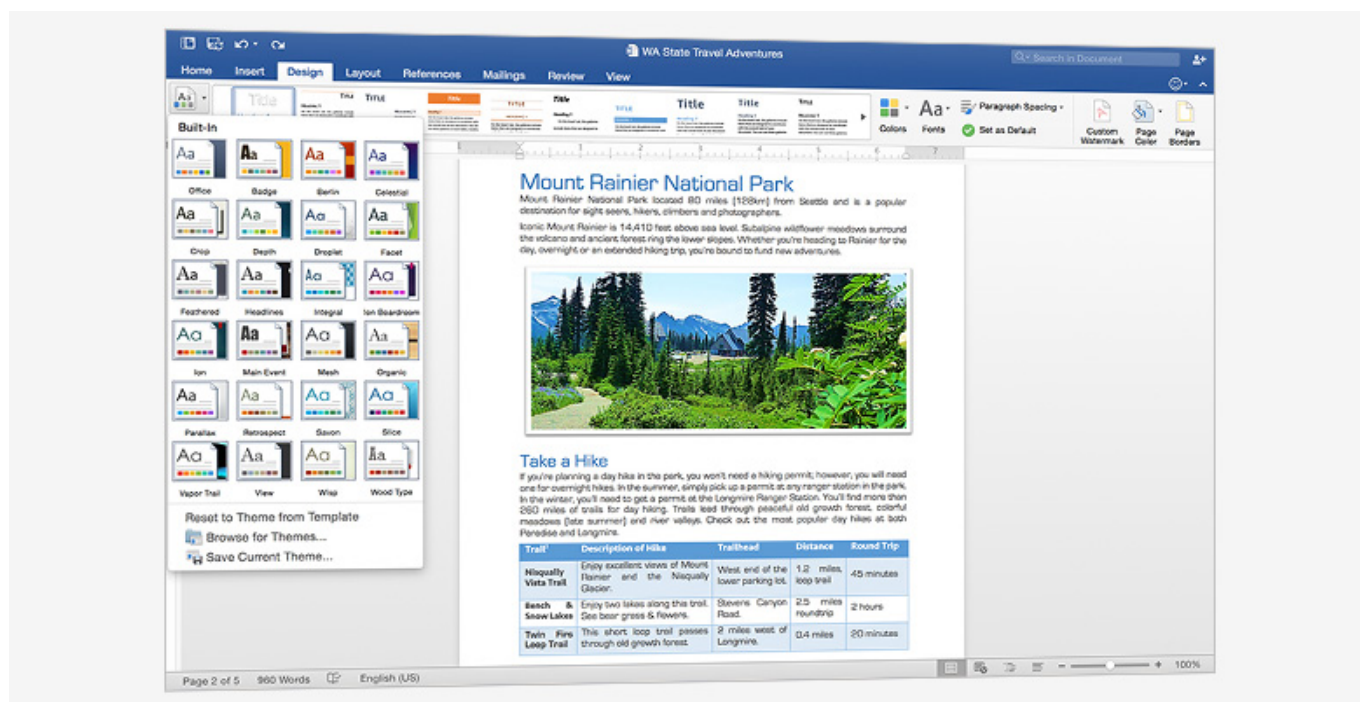 WA State Travel Adventures
Search in Document
Home Insert Design Layout References Mailings Review View
Title
Title
TITLE
Title
TITLE
Title
TITLE
Title
Title
Title
Colors
Fonts
Paragraph Spacing
Set as Default
Custom Watermark
Page Color
Page Borders
Built-In
Office Badge Berlin Celestial
Crop Depth Droplet Facet
Feathered Headlines Integral Ion Boardroom
Ion Main Event Mesh Organic
Parallax Retrospect Savon Slice
Vapor Trail View Wisp Wood Type
Reset to Theme from Template
Browse for Themes...
Save Current Theme...
1 2 3 4 5 6 7
Mount Rainier National Park
Mount Rainier National Park located 80 miles (128km) from Seattle and is a popular
destination for sight seers, hikers, climbers and photographers.
Iconic Mount Rainier is 14,410 feet above sea level. Subalpine wildflower meadows surround
the volcano and ancient forest ring the lower slopes. Whether you're heading to Rainier for the
day, overnight or an extended hiking trip, you're bound to fund new adventures.
Take a Hike
If you're planning a day hike in the park, you won't need a hiking permit; however, you will need
one for overnight hikes. In the summer, simply pick up a permit at any ranger station in the park.
In the winter, you'll need to get a permit at the Longmire Ranger Station. You'll find more than
260 miles of trails for day hiking. Trails lead through peaceful old growth forest, colorful
meadows (late summer) and river valleys. Check out the most popular day hikes at both
Paradise and Longmire.
Trail Description of Hike Trailhead Distance Round Trip
Nisqually Vista Trail Enjoy excellent views of Mount Rainier and the Nisqually Glacier. West end of the lower parking lot. 1.2 miles, loop trail 45 minutes
Bench & Snow Lakes Enjoy two lakes along this trail. See bear grass & flowers. Stevens Canyon Road. 2.5 miles roundtrip 2 hours
Twin Firs Loop Trail This short loop trail passes through old growth forest 2 miles west of Longmire. 0.4 miles 20 minutes
Page 2 of 5 960 Words English (US) 100%